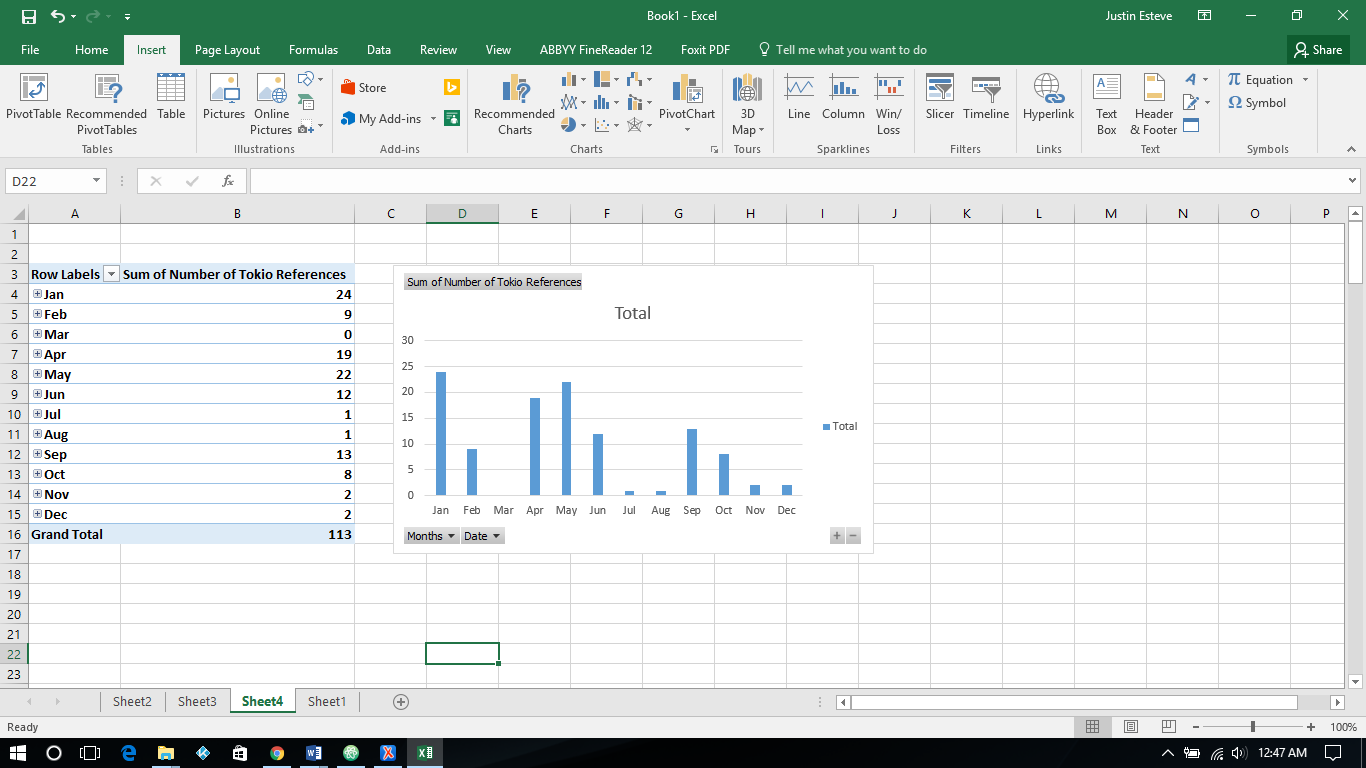 Book1 - Excel
Justin Esteve
File Home Insert Page Layout Formulas Data Review View ABBYY FineReader 12 Foxit PDF Tell me what you want to do Share
PivotTable
Recommended
PivotTables
Table
Tables
Pictures
Online
Pictures
Illustrations
Store
My Add-ins
Add-ins
Recommended
Charts
PivotChart
Charts
3D
Map
Tours
Line
Column
Win/
Loss
Sparklines
Slicer
Timeline
Filters
Hyperlink
Links
Text
Box
Header
& Footer
Text
π Equation
Ω Symbol
Symbols
D22
fx
A B C D E F G H I J K L M N O P
1
2
3 Row Labels Sum of Number of Tokio References
4 Jan 24
5 Feb 9
6 Mar 0
7 Apr 19
8 May 22
9 Jun 12
10 Jul 1
11 Aug 1
12 Sep 13
13 Oct 8
14 Nov 2
15 Dec 2
16 Grand Total 113
17
18
19
20
21
22
23
Sum of Number of Tokio References
Total
30
25
20
15
10
5
0
Jan Feb Mar Apr May Jun Jul Aug Sep Oct Nov Dec
Total
Months Date
+ −
Sheet2 Sheet3 Sheet4 Sheet1
Ready
100%
12:47 AM